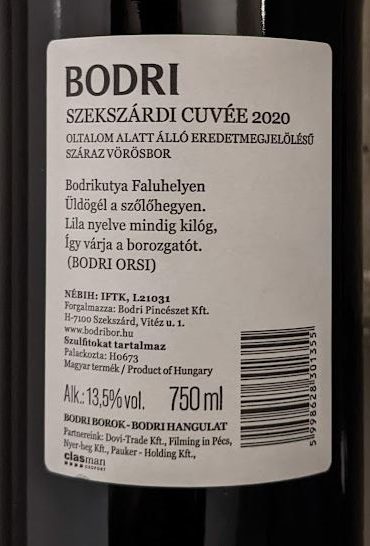 BODRI
SZEKSZÁRDI CUVÉE 2020
OLTALOM ALATT ÁLLÓ EREDETMEGJELÖLÉSŰ
SZÁRAZ VÖRÖSBOR
Bodrikutya Faluhelyen
Üldögél a szőlőhegyen.
Lila nyelve mindig kilóg,
Így várja a borozgatót.
(BODRI ORSI)
NÉBIH: IFTK, L21031
Forgalmazza: Bodri Pincészet Kft.
H-7100 Szekszárd, Vitéz u. 1.
www.bodribor.hu
Szulfitokat tartalmaz
Palackozta: H0673
Magyar termék / Product of Hungary
Alk.: 13,5% vol. 750 ml
BODRI BOROK - BODRI HANGULAT
Partnereink: Dovi-Trade Kft., Filming in Pécs,
Nyer-heg Kft., Pauker - Holding Kft.,
clasman
CSOPORT
5998628301355